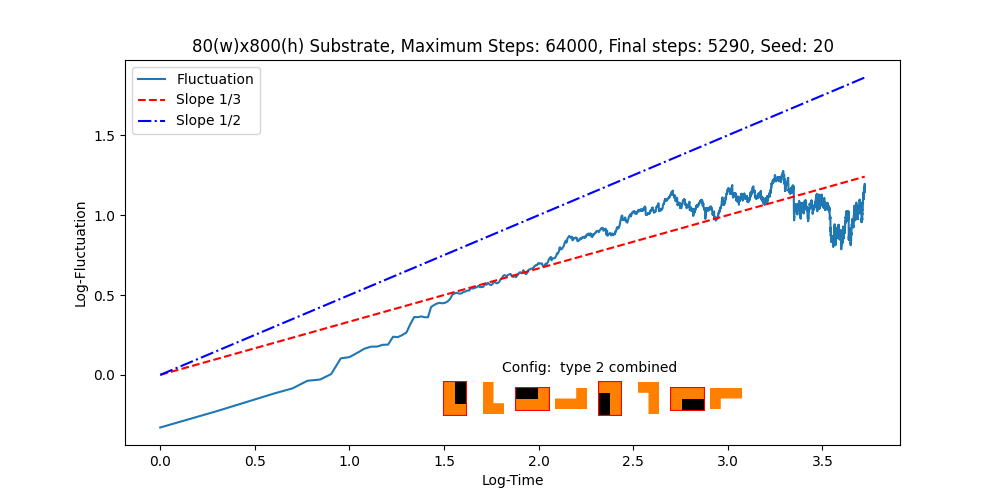 80(w)x800(h) Substrate, Maximum Steps: 64000, Final steps: 5290, Seed: 20
Fluctuation
Slope 1/3
Slope 1/2
Log-Fluctuation
1.5
1.0
0.5
0.0
Config:  type 2 combined
0.0 0.5 1.0 1.5 2.0 2.5 3.0 3.5
Log-Time